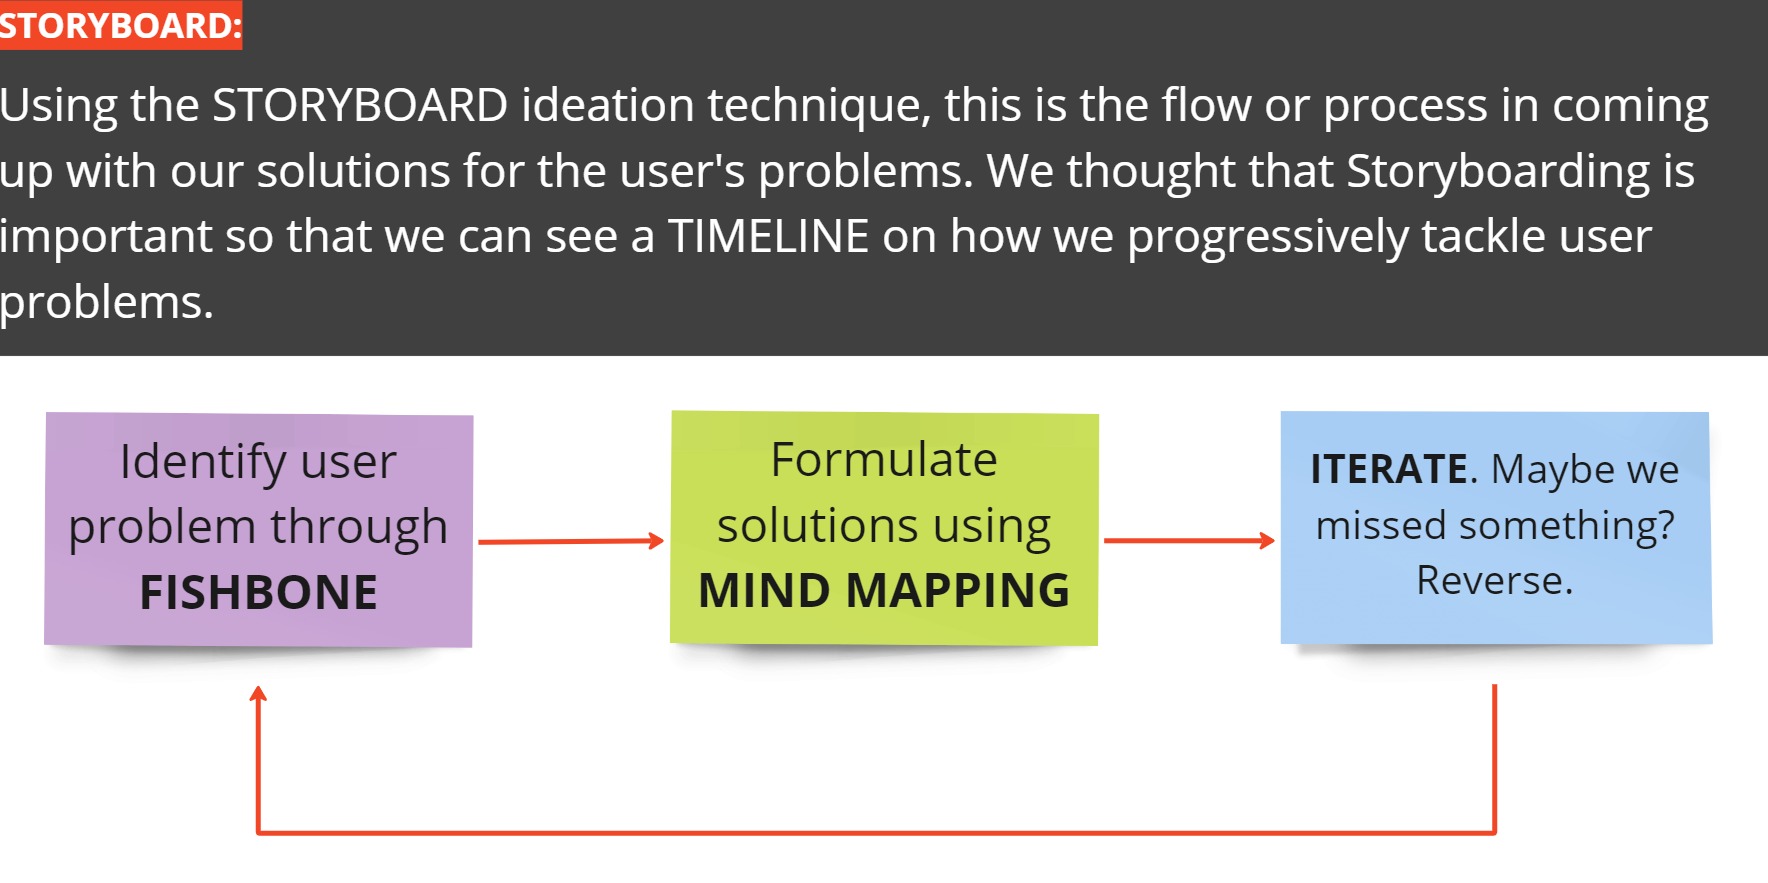 STORYBOARD:
Using the STORYBOARD ideation technique, this is the flow or process in coming
up with our solutions for the user's problems. We thought that Storyboarding is
important so that we can see a TIMELINE on how we progressively tackle user
problems.
Identify user
problem through
FISHBONE
Formulate
solutions using
MIND MAPPING
ITERATE. Maybe we
missed something?
Reverse.